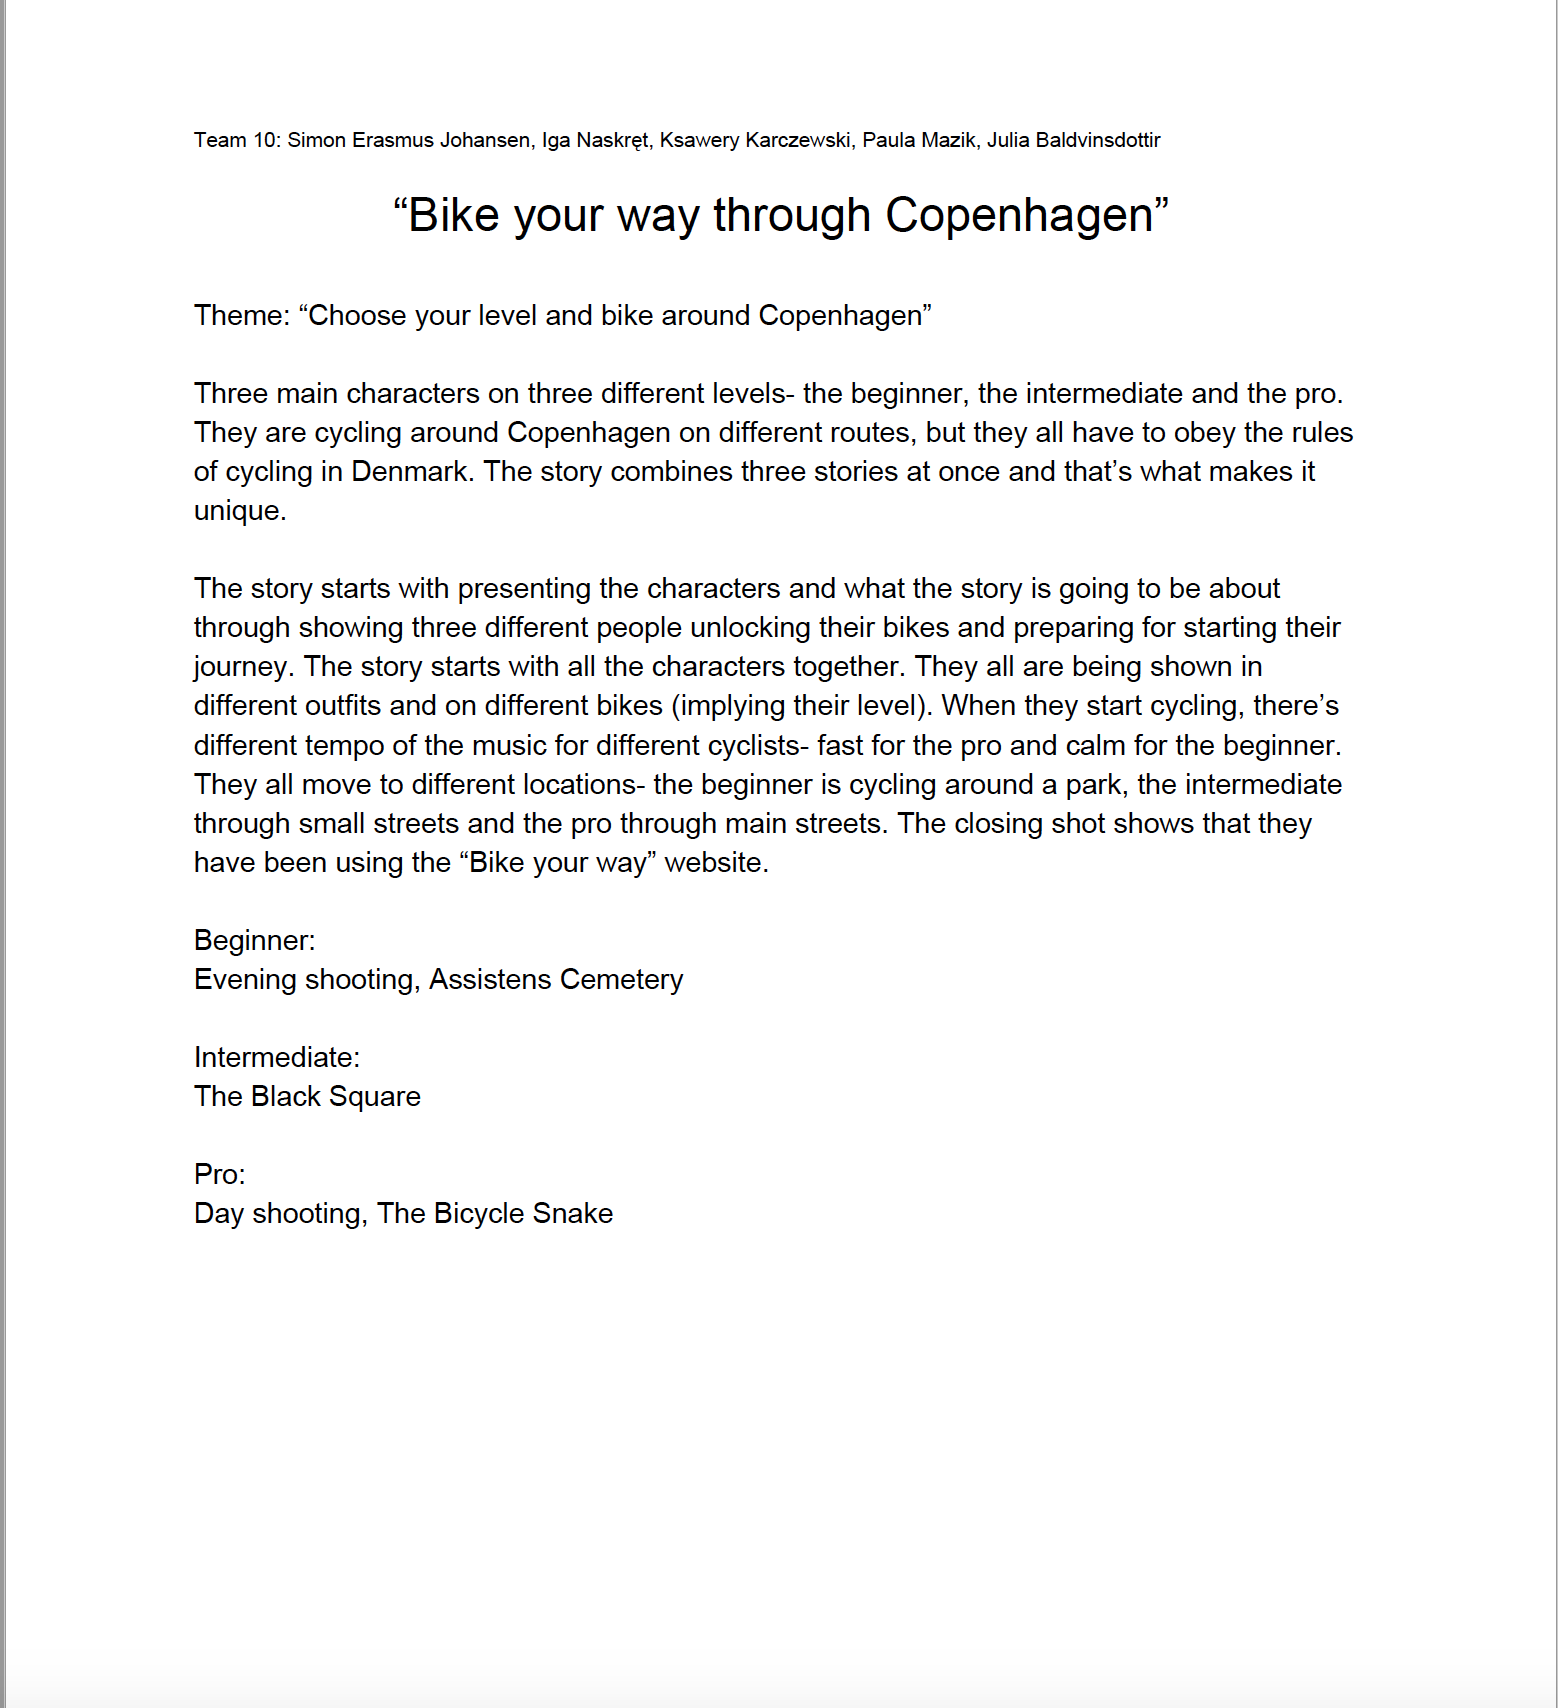 Team 10: Simon Erasmus Johansen, Iga Naskręt, Ksawery Karczewski, Paula Mazik, Julia Baldvinsdottir
“Bike your way through Copenhagen”
Theme: “Choose your level and bike around Copenhagen”
Three main characters on three different levels- the beginner, the intermediate and the pro.
They are cycling around Copenhagen on different routes, but they all have to obey the rules
of cycling in Denmark. The story combines three stories at once and that’s what makes it
unique.
The story starts with presenting the characters and what the story is going to be about
through showing three different people unlocking their bikes and preparing for starting their
journey. The story starts with all the characters together. They all are being shown in
different outfits and on different bikes (implying their level). When they start cycling, there’s
different tempo of the music for different cyclists- fast for the pro and calm for the beginner.
They all move to different locations- the beginner is cycling around a park, the intermediate
through small streets and the pro through main streets. The closing shot shows that they
have been using the “Bike your way” website.
Beginner:
Evening shooting, Assistens Cemetery
Intermediate:
The Black Square
Pro:
Day shooting, The Bicycle Snake